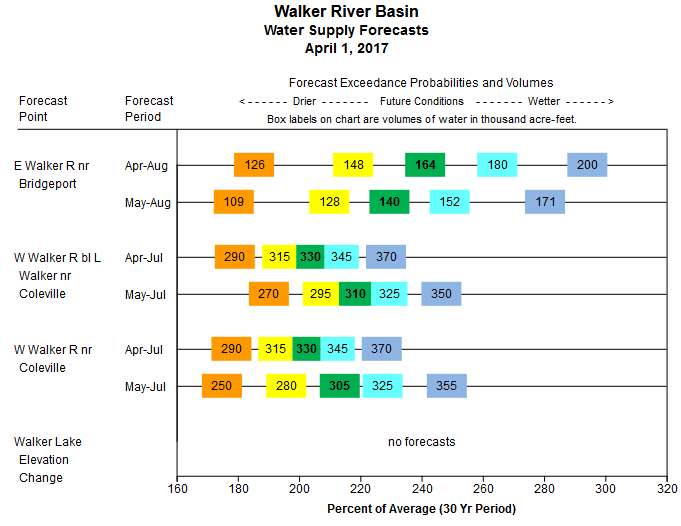 Walker River Basin
Water Supply Forecasts
April 1, 2017
Forecast Exceedance Probabilities and Volumes
Forecast Point
Forecast Period
<------ Drier ------- Future Conditions ------- Wetter ------>
Box labels on chart are volumes of water in thousand acre-feet.
E Walker R nr Bridgeport
Apr-Aug 126 148 164 180 200
May-Aug 109 128 140 152 171
W Walker R bl L Walker nr Coleville
Apr-Jul 290 315 330 345 370
May-Jul 270 295 310 325 350
W Walker R nr Coleville
Apr-Jul 290 315 330 345 370
May-Jul 250 280 305 325 355
Walker Lake Elevation Change
no forecasts
160 180 200 220 240 260 280 300 320
Percent of Average (30 Yr Period)